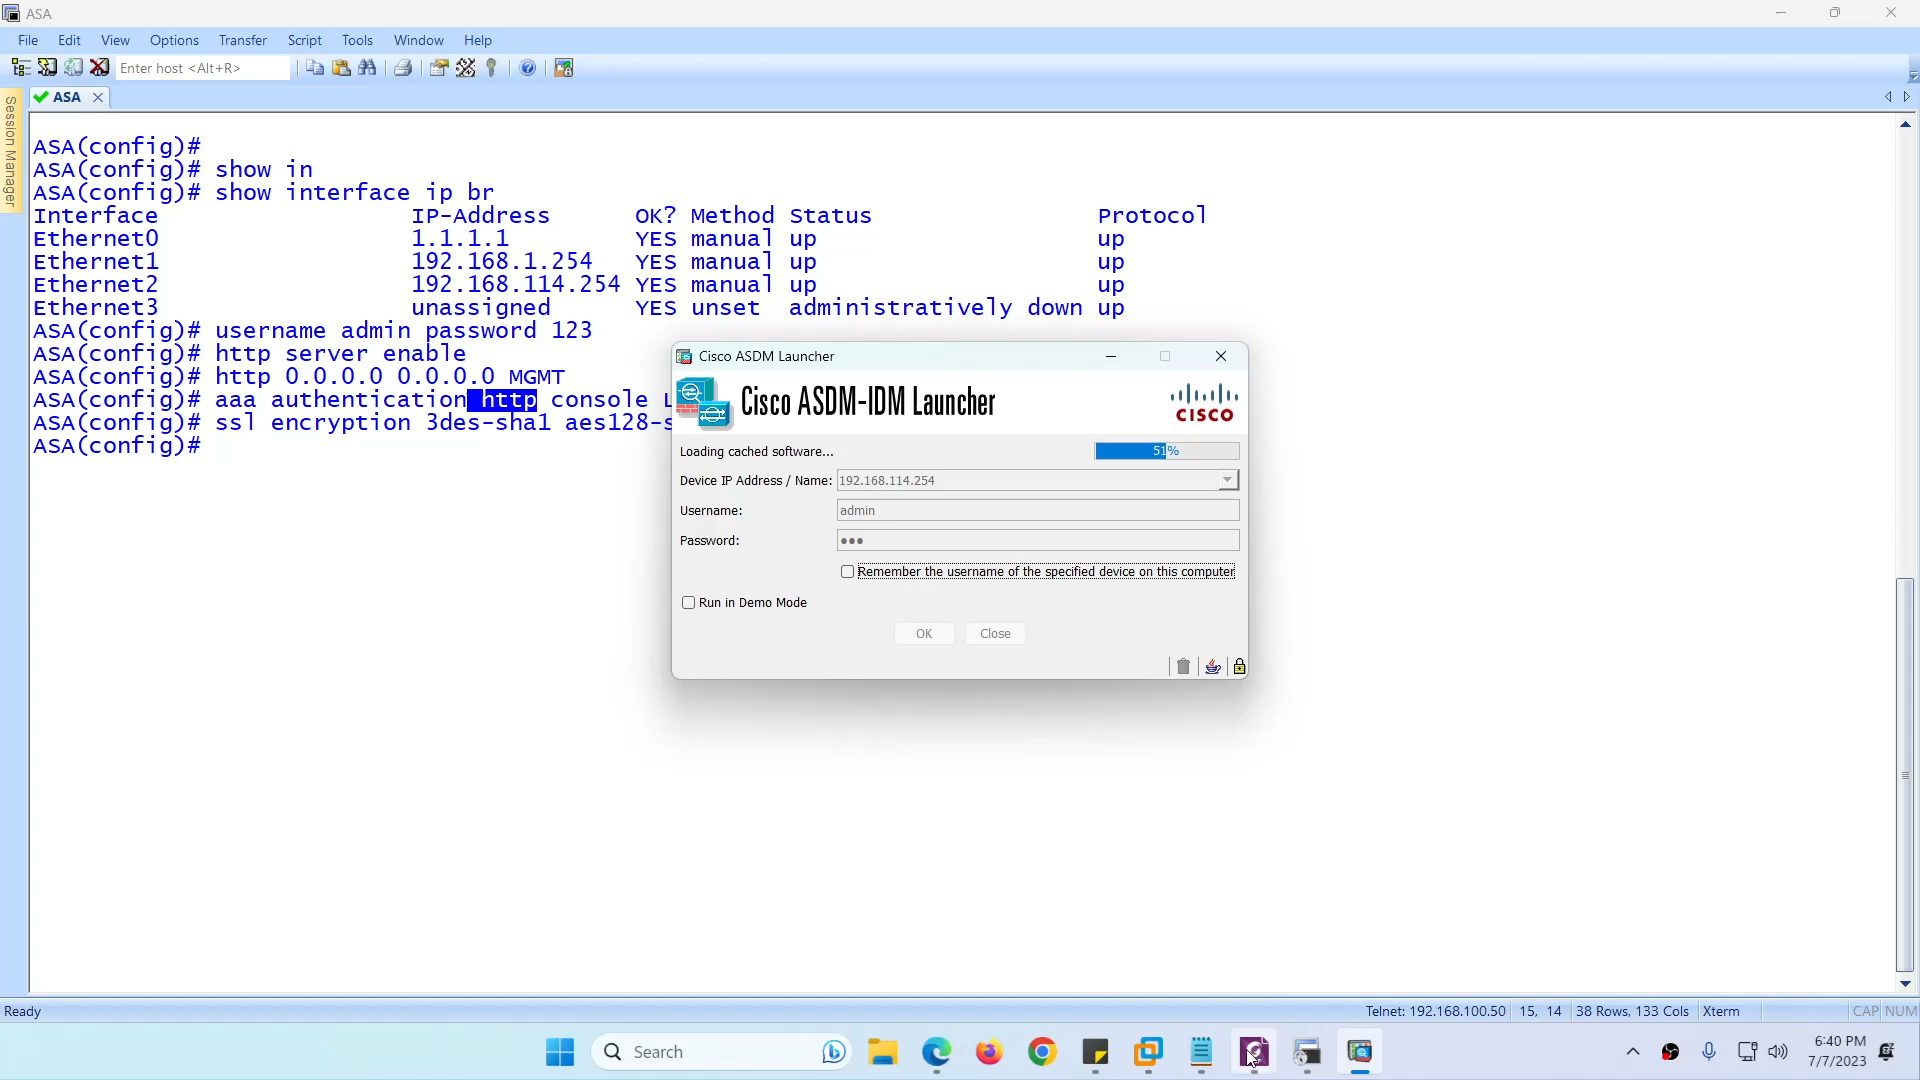 ASA
File Edit View Options Transfer Script Tools Window Help
Enter host <Alt+R>
ASA
Session Manager
ASA(config)#
ASA(config)# show in
ASA(config)# show interface ip br
Interface IP-Address OK? Method Status Protocol
Ethernet0 1.1.1.1 YES manual up up
Ethernet1 192.168.1.254 YES manual up up
Ethernet2 192.168.114.254 YES manual up up
Ethernet3 unassigned YES unset administratively down up
ASA(config)# username admin password 123
ASA(config)# http server enable
ASA(config)# http 0.0.0.0 0.0.0.0 MGMT
ASA(config)# aaa authentication http console
ASA(config)# ssl encryption 3des-sha1 aes128-s
ASA(config)#
Cisco ASDM Launcher
Cisco ASDM-IDM Launcher
CISCO
Loading cached software...
51%
Device IP Address / Name: 192.168.114.254
Username: admin
Password: •••
Remember the username of the specified device on this computer
Run in Demo Mode
OK Close
Ready
Telnet: 192.168.100.50 15, 14 38 Rows, 133 Cols Xterm CAP NUM
Search
6:40 PM
7/7/2023